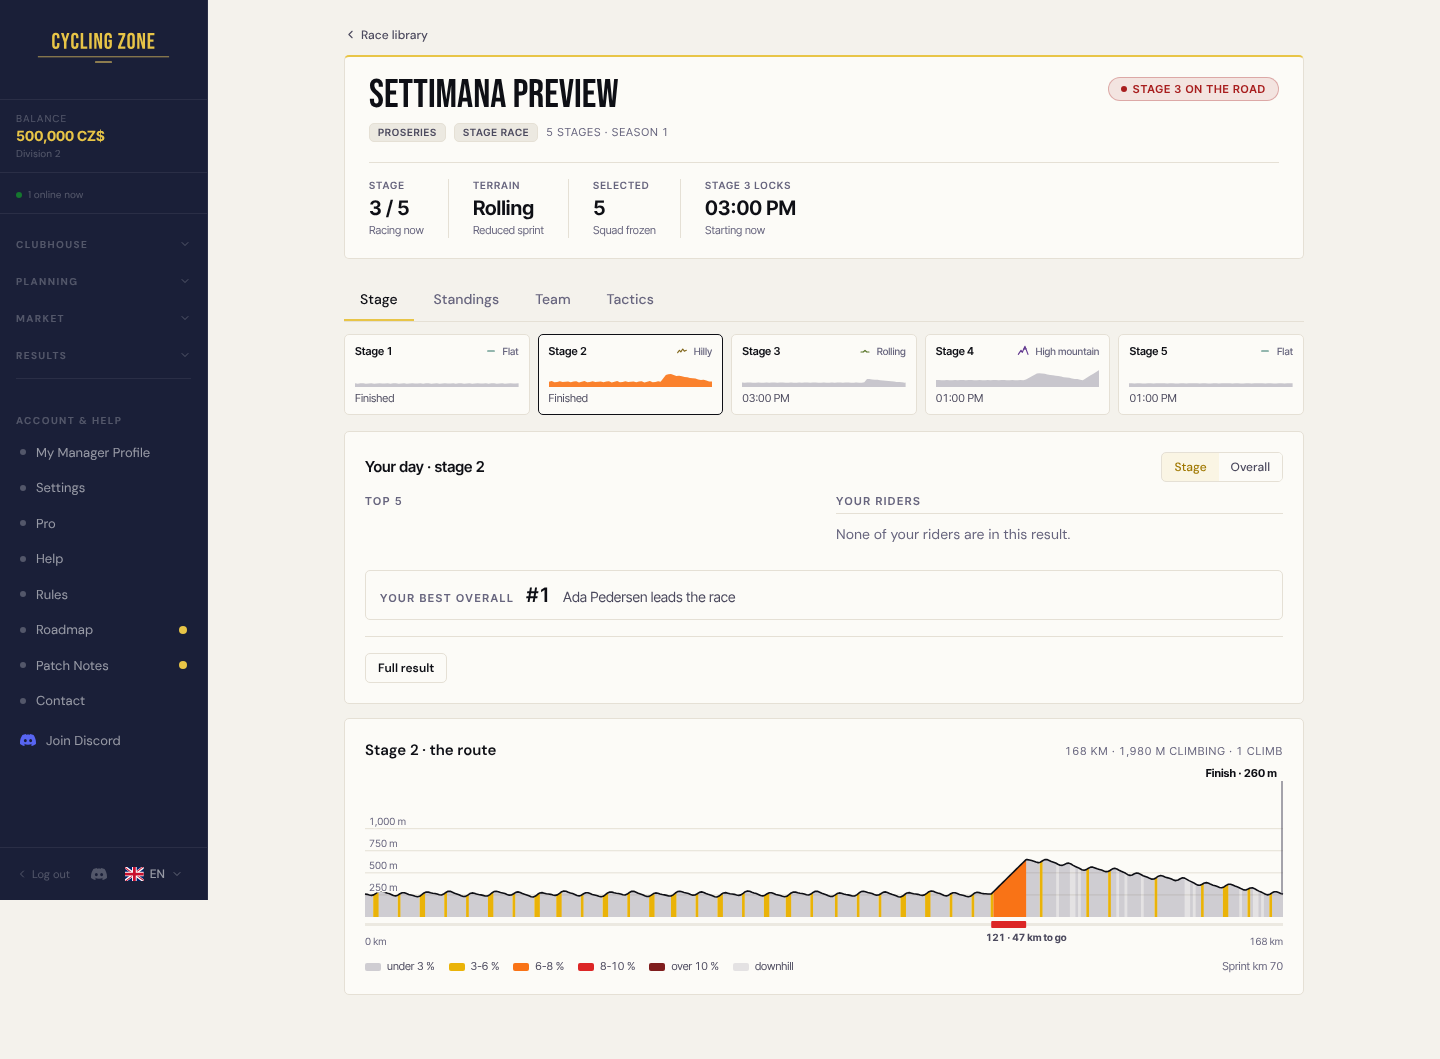 CYCLING ZONE
BALANCE
500,000 CZ$
Division 2
1 online now
CLUBHOUSE
PLANNING
MARKET
RESULTS
ACCOUNT & HELP
My Manager Profile
Settings
Pro
Help
Rules
Roadmap
Patch Notes
Contact
Join Discord
Log out
EN
Race library
SETTIMANA PREVIEW
STAGE 3 ON THE ROAD
PROSERIES STAGE RACE 5 STAGES · SEASON 1
STAGE
3 / 5
Racing now
TERRAIN
Rolling
Reduced sprint
SELECTED
5
Squad frozen
STAGE 3 LOCKS
03:00 PM
Starting now
Stage Standings Team Tactics
Stage 1 Flat
Finished
Stage 2 Hilly
Finished
Stage 3 Rolling
03:00 PM
Stage 4 High mountain
01:00 PM
Stage 5 Flat
01:00 PM
Your day · stage 2
Stage Overall
TOP 5
YOUR RIDERS
None of your riders are in this result.
YOUR BEST OVERALL #1 Ada Pedersen leads the race
Full result
Stage 2 · the route
168 KM · 1,980 M CLIMBING · 1 CLIMB
Finish · 260 m
1,000 m
750 m
500 m
250 m
121 · 47 km to go
0 km
168 km
under 3 % 3-6 % 6-8 % 8-10 % over 10 % downhill
Sprint km 70